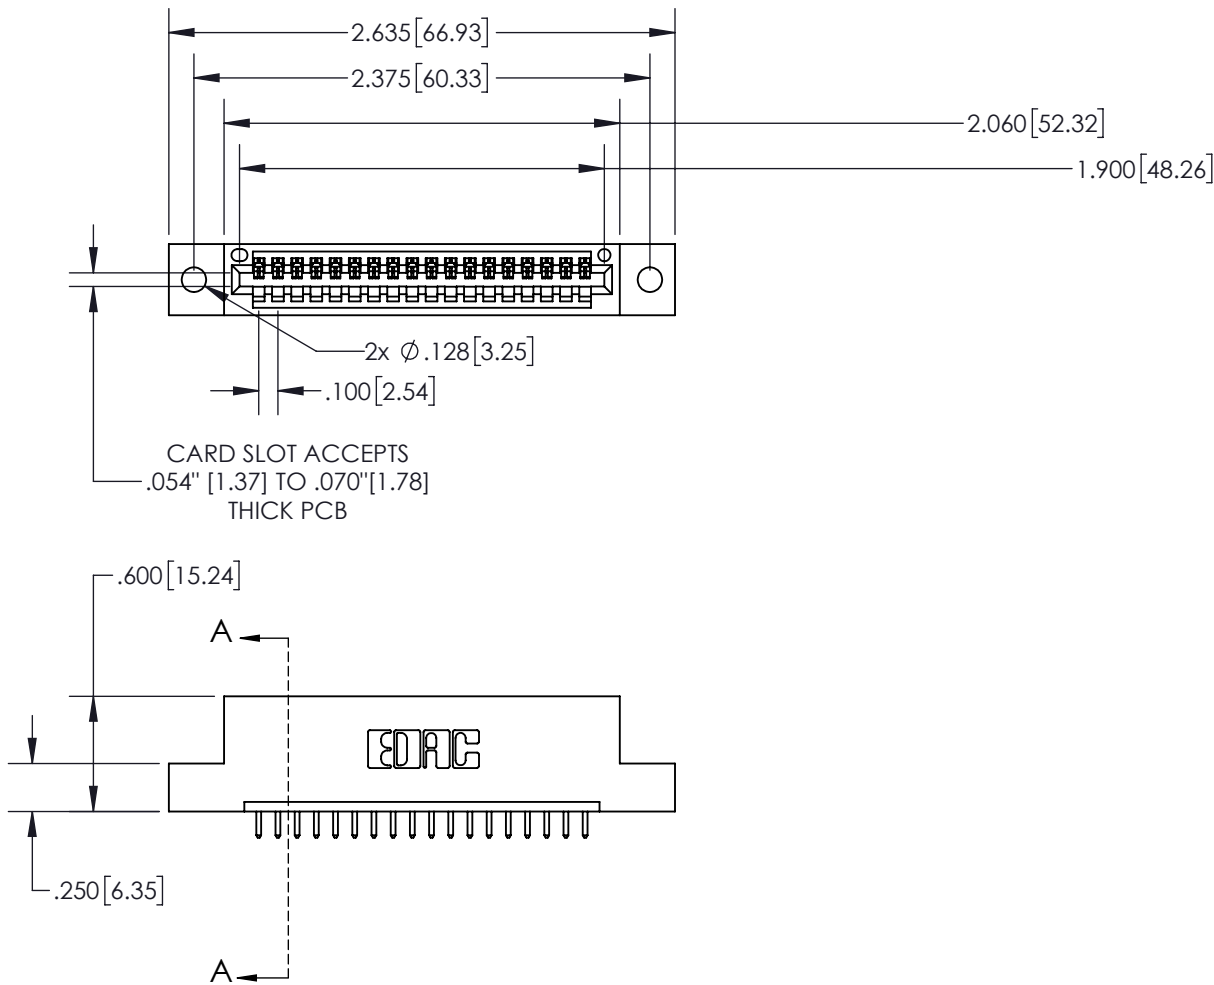 2.635[66.93]
2.375[60.33]
2.060[52.32]
1.900[48.26]
2x ∅.128[3.25]
.100[2.54]
CARD SLOT ACCEPTS
.054" [1.37] TO .070"[1.78]
THICK PCB
.600[15.24]
A
EDAC
.250[6.35]
A